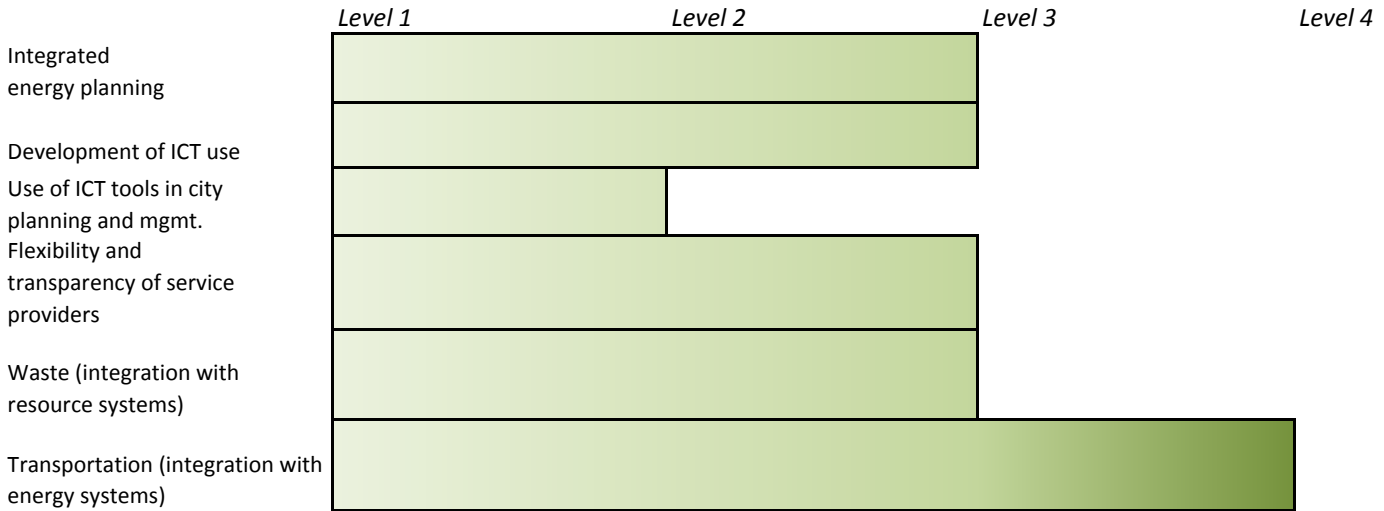 Level 1 Level 2 Level 3 Level 4
Integrated
energy planning
Development of ICT use
Use of ICT tools in city
planning and mgmt.
Flexibility and
transparency of service
providers
Waste (integration with
resource systems)
Transportation (integration with
energy systems)